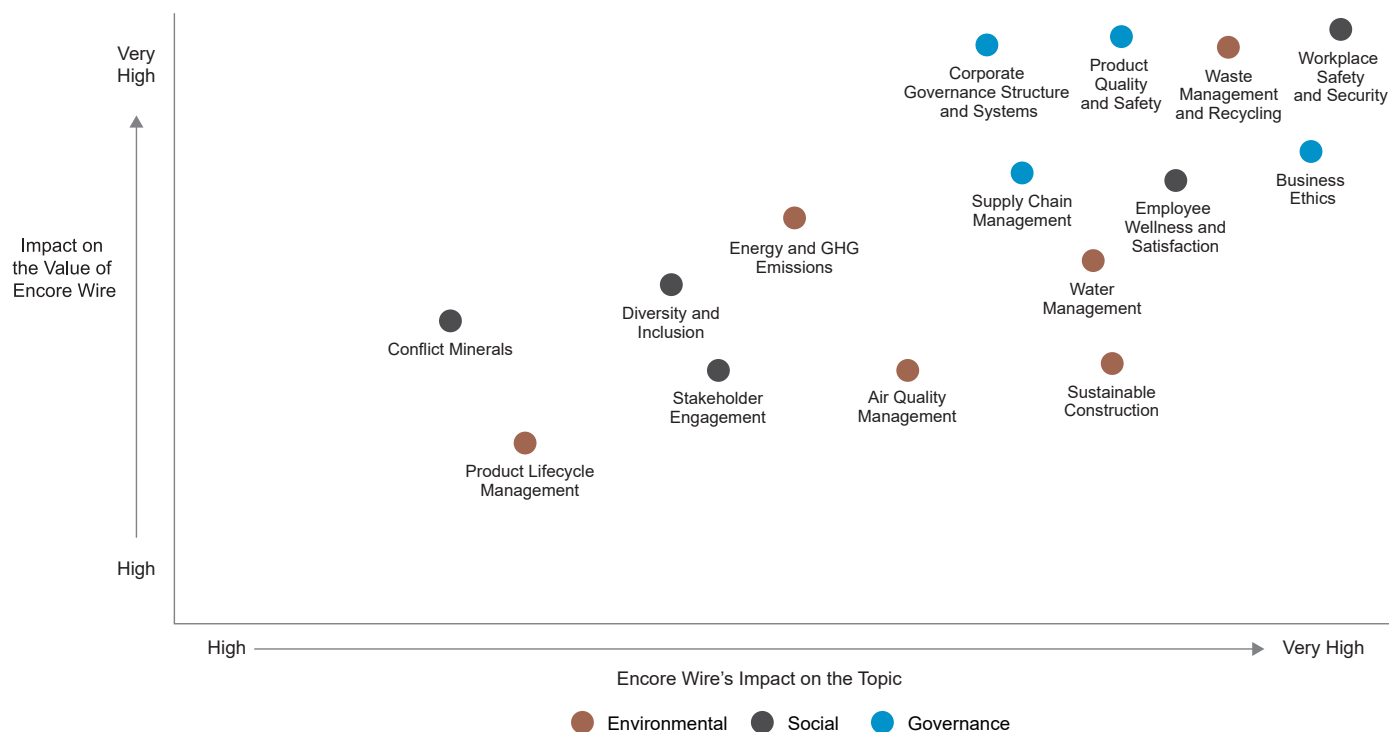 Very
High
Impact on
the Value of
Encore Wire
High
Corporate
Governance Structure
and Systems
Product
Quality
and Safety
Waste
Management
and Recycling
Workplace
Safety
and Security
Supply Chain
Management
Employee
Wellness and
Satisfaction
Business
Ethics
Energy and GHG
Emissions
Water
Management
Diversity and
Inclusion
Conflict Minerals
Stakeholder
Engagement
Air Quality
Management
Sustainable
Construction
Product Lifecycle
Management
High
Very High
Encore Wire’s Impact on the Topic
Environmental
Social
Governance